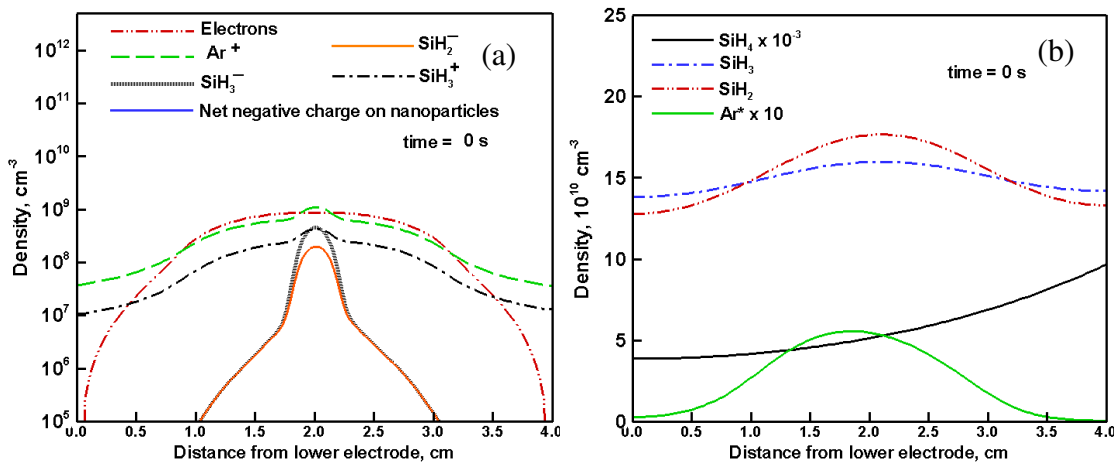 (a)
Electrons
Ar⁺
SiH₃⁻
SiH₂⁻
SiH₃⁺
Net negative charge on nanoparticles
time = 0 s
Density, cm⁻³
10¹²
10¹¹
10¹⁰
10⁹
10⁸
10⁷
10⁶
10⁵
0.0 0.5 1.0 1.5 2.0 2.5 3.0 3.5 4.0
Distance from lower electrode, cm
(b)
SiH₄ x 10⁻³
SiH₃
SiH₂
Ar* x 10
time = 0 s
Density, 10¹⁰ cm⁻³
25
20
15
10
5
0
0.0 0.5 1.0 1.5 2.0 2.5 3.0 3.5 4.0
Distance from lower electrode, cm